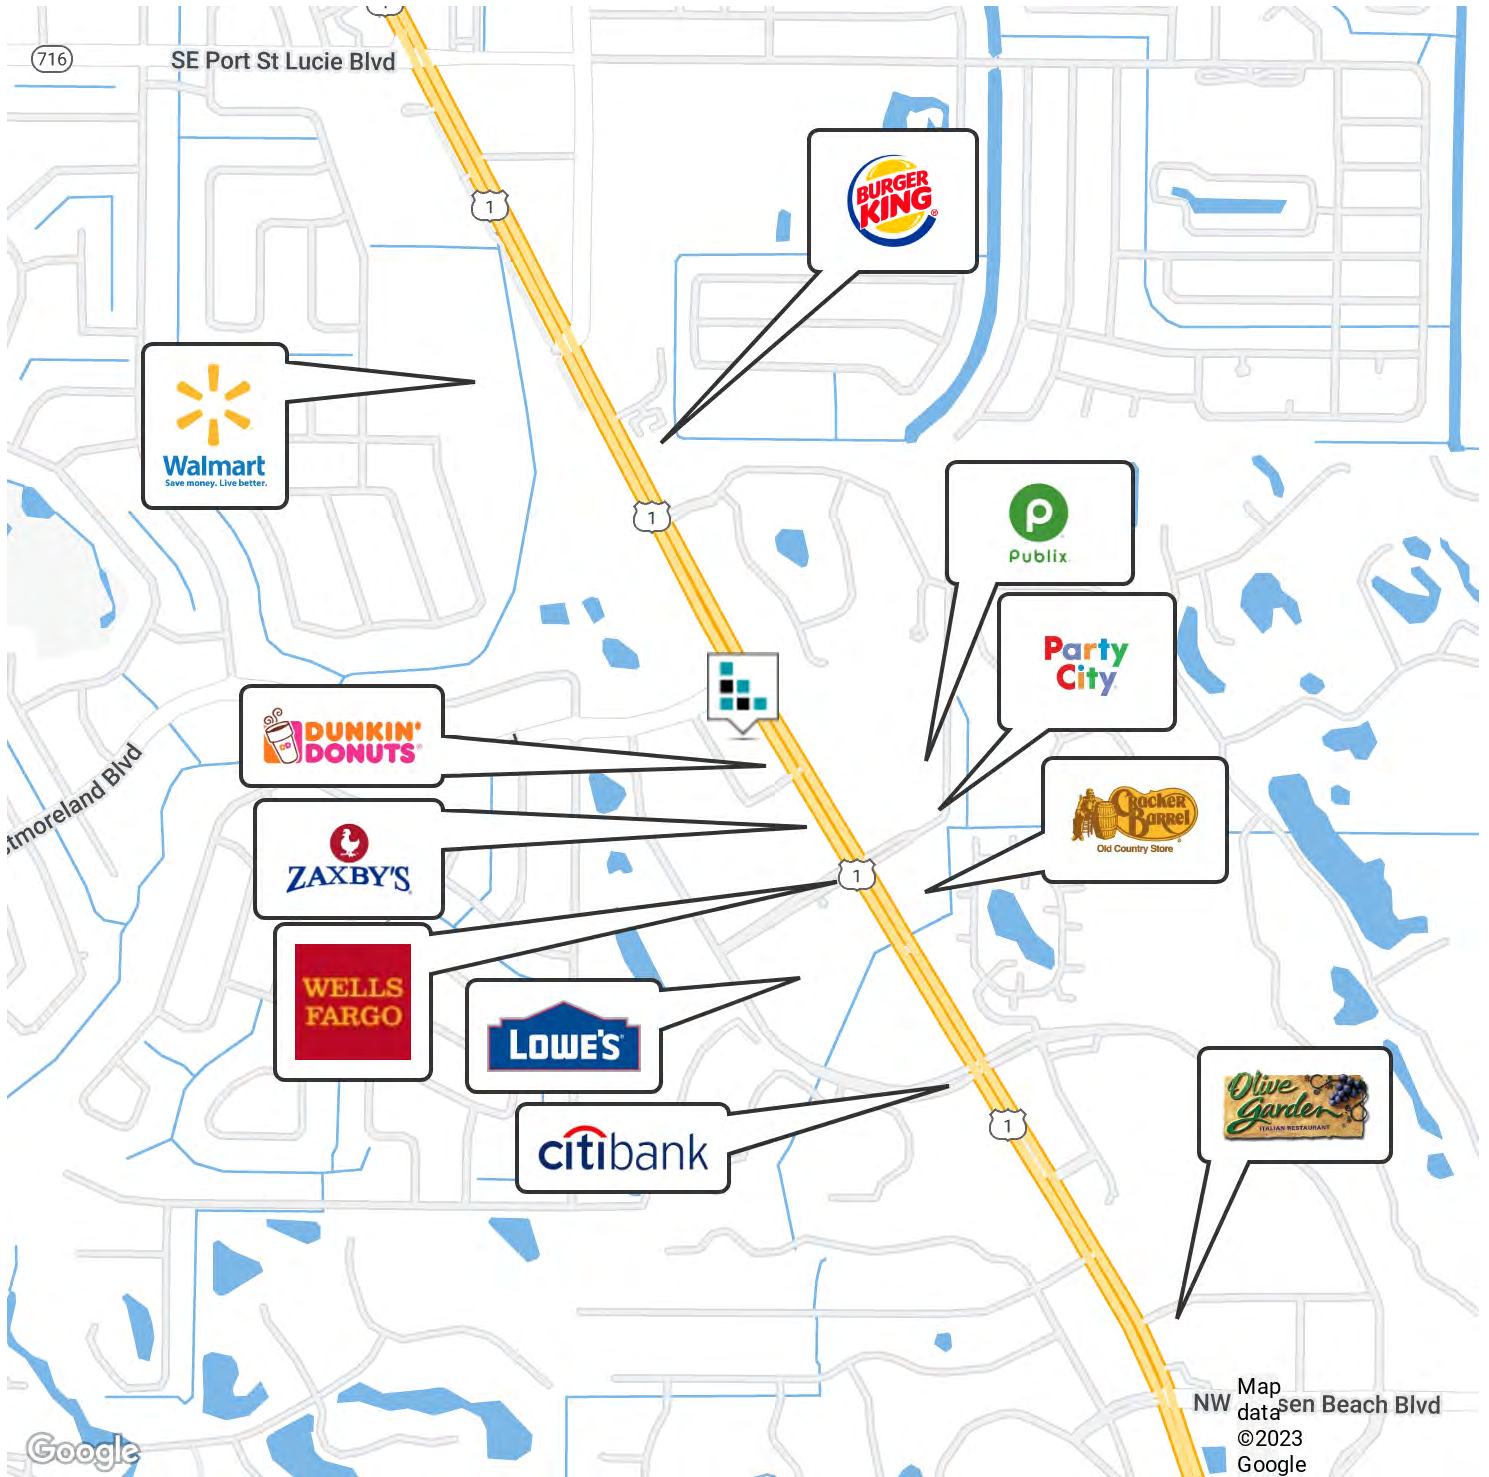 716
SE Port St Lucie Blvd
1
BURGER
KING
®
1
Walmart
Save money. Live better.
1
Publix
Party
City
DUNKIN'
DONUTS®
tmoreland Blvd
Cracker
Barrel
Old Country Store
ZAXBY'S
1
WELLS
FARGO
LOWE'S
citibank
1
Olive
Garden
ITALIAN RESTAURANT
NW
sen Beach Blvd
Map
data
©2023
Google
Google